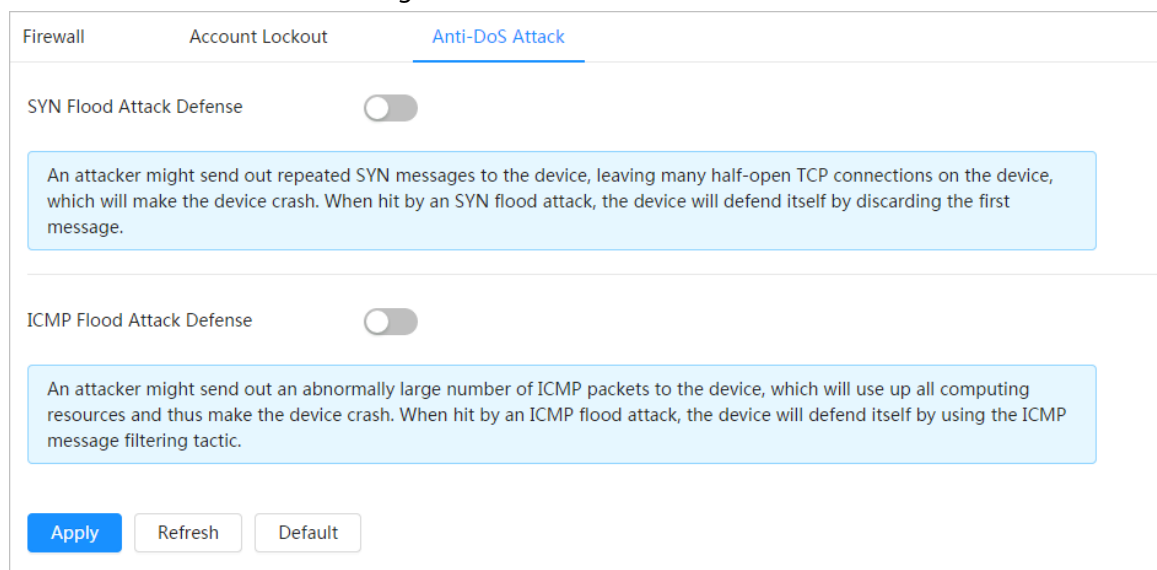 Firewall Account Lockout Anti-DoS Attack
SYN Flood Attack Defense
An attacker might send out repeated SYN messages to the device, leaving many half-open TCP connections on the device,
which will make the device crash. When hit by an SYN flood attack, the device will defend itself by discarding the first
message.
ICMP Flood Attack Defense
An attacker might send out an abnormally large number of ICMP packets to the device, which will use up all computing
resources and thus make the device crash. When hit by an ICMP flood attack, the device will defend itself by using the ICMP
message filtering tactic.
Apply Refresh Default